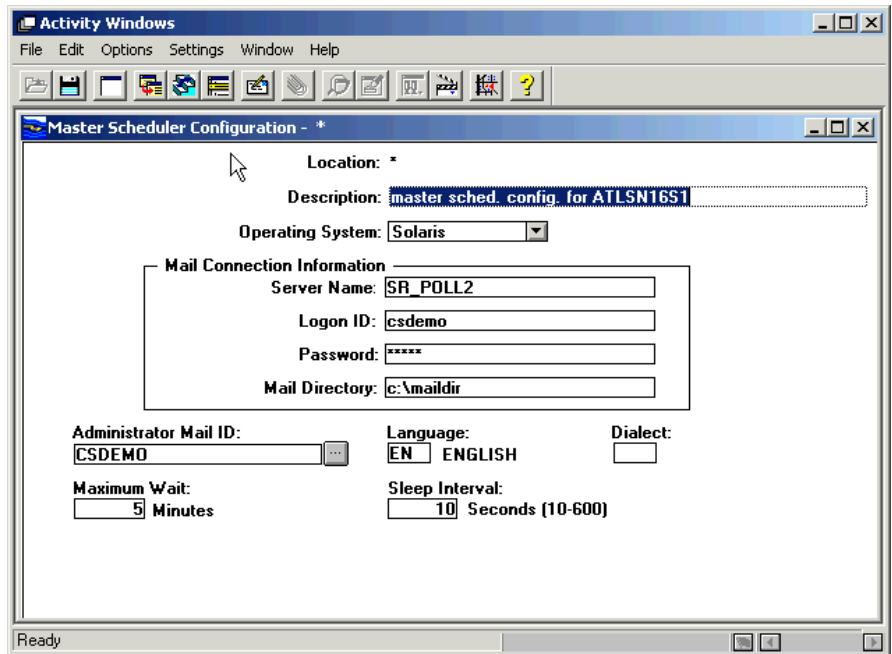 Activity Windows
File Edit Options Settings Window Help
Master Scheduler Configuration - *
Location: *
Description: master sched. config. for ATLSN16S1
Operating System: Solaris
Mail Connection Information
Server Name: SR_POLL2
Logon ID: csdemo
Password: *****
Mail Directory: c:\maildir
Administrator Mail ID: Language: Dialect:
CSDEMO ... EN ENGLISH
Maximum Wait: Sleep Interval:
5 Minutes 10 Seconds (10-600)
Ready